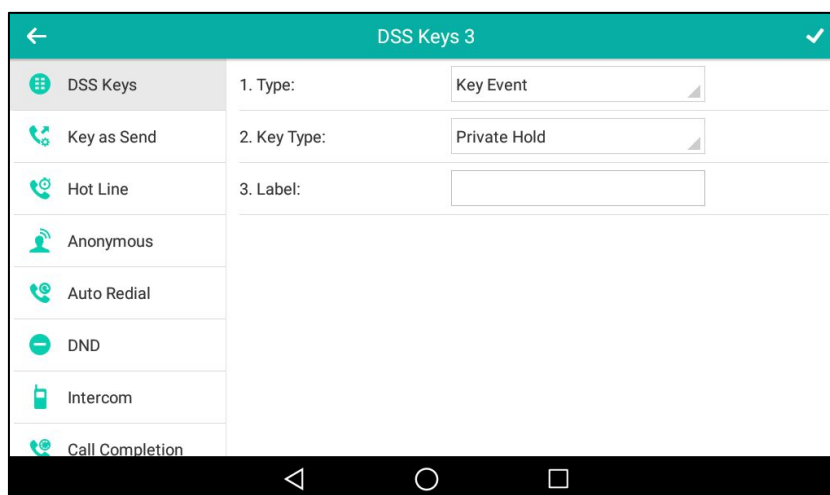 DSS Keys 3
DSS Keys
1. Type:
Key Event
Key as Send
2. Key Type:
Private Hold
Hot Line
3. Label:
Anonymous
Auto Redial
DND
Intercom
Call Completion